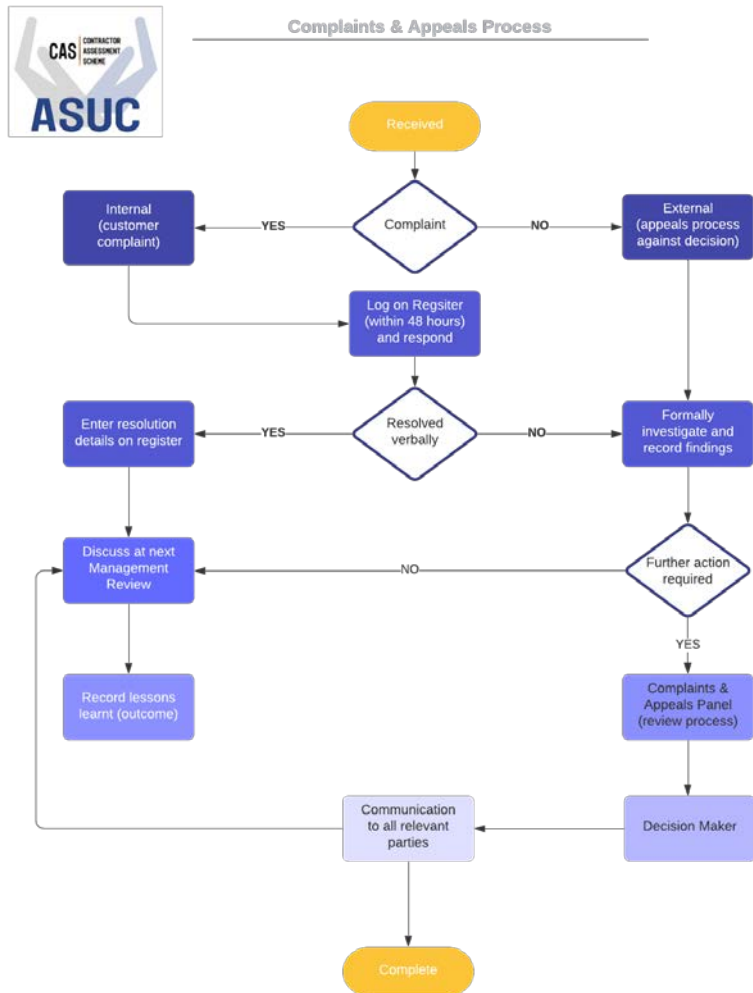 Complaints & Appeals Process
CAS
CONTRACTOR
ASSESSMENT
SCHEME
ASUC
Received
Internal
(customer
complaint)
YES
Complaint
NO
External
(appeals process
against decision)
Log on Regsiter
(within 48 hours)
and respond
Enter resolution
details on register
YES
Resolved
verbally
NO
Formally
investigate and
record findings
Discuss at next
Management
Review
NO
Further action
required
YES
Record lessons
learnt (outcome)
Complaints &
Appeals Panel
(review process)
Communication
to all relevant
parties
Decision Maker
Complete